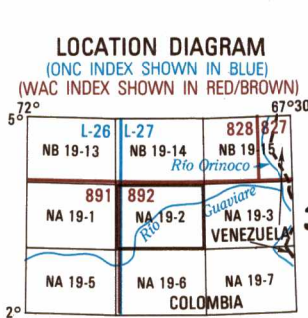 LOCATION DIAGRAM
(ONC INDEX SHOWN IN BLUE)
(WAC INDEX SHOWN IN RED/BROWN)
72° 67°30
5°
L-26 L-27 828 827
NB 19-13 NB 19-14 NB 19-15
Río Orinoco
891 892
NA 19-1 NA 19-2 NA 19-3
Río Guaviare
VENEZUELA
NA 19-5 NA 19-6 NA 19-7
COLOMBIA
2°